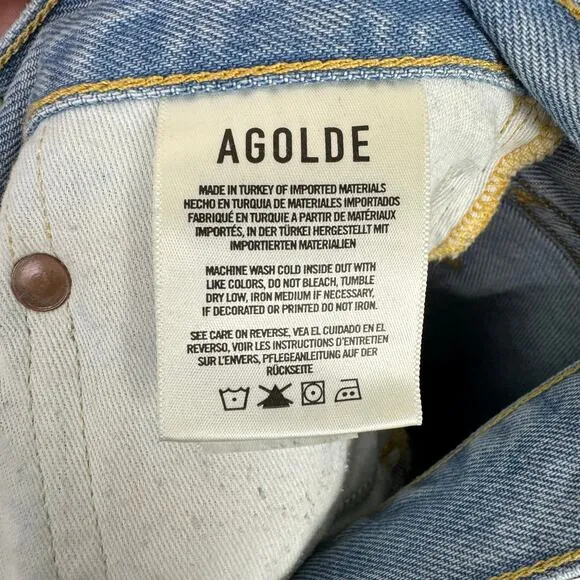 AGOLDE
MADE IN TURKEY OF IMPORTED MATERIALS
HECHO EN TURQUIA DE MATERIALES IMPORTADOS
FABRIQUÉ EN TURQUIE A PARTIR DE MATÉRIAUX
IMPORTÉS, IN DER TÜRKEI HERGESTELLT MIT
IMPORTIERTEN MATERIALIEN
MACHINE WASH COLD INSIDE OUT WITH
LIKE COLORS, DO NOT BLEACH, TUMBLE
DRY LOW, IRON MEDIUM IF NECESSARY,
IF DECORATED OR PRINTED DO NOT IRON.
SEE CARE ON REVERSE, VEA EL CUIDADO EN EL
REVERSO, VOIR LES INSTRUCTIONS D'ENTRETIEN
SUR L'ENVERS, PFLEGEANLEITUNG AUF DER
RÜCKSEITE